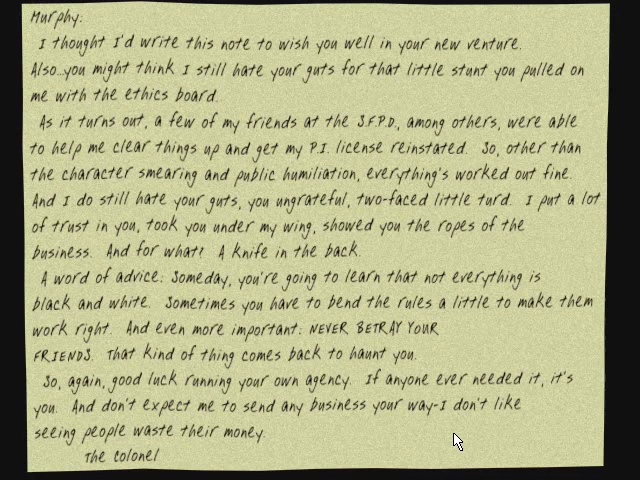 Murphy:
I thought I'd write this note to wish you well in your new venture.
Also...you might think I still hate your guts for that little stunt you pulled on
me with the ethics board.
As it turns out, a few of my friends at the S.F.P.D., among others, were able
to help me clear things up and get my P.I. license reinstated. So, other than
the character smearing and public humiliation, everything's worked out fine.
And I do still hate your guts, you ungrateful, two-faced little turd. I put a lot
of trust in you, took you under my wing, showed you the ropes of the
business. And for what? A knife in the back.
A word of advice: Someday, you're going to learn that not everything is
black and white. Sometimes you have to bend the rules a little to make them
work right. And even more important: NEVER BETRAY YOUR
FRIENDS. That kind of thing comes back to haunt you.
So, again, good luck running your own agency. If anyone ever needed it, it's
you. And don't expect me to send any business your way-I don't like
seeing people waste their money.
The Colonel